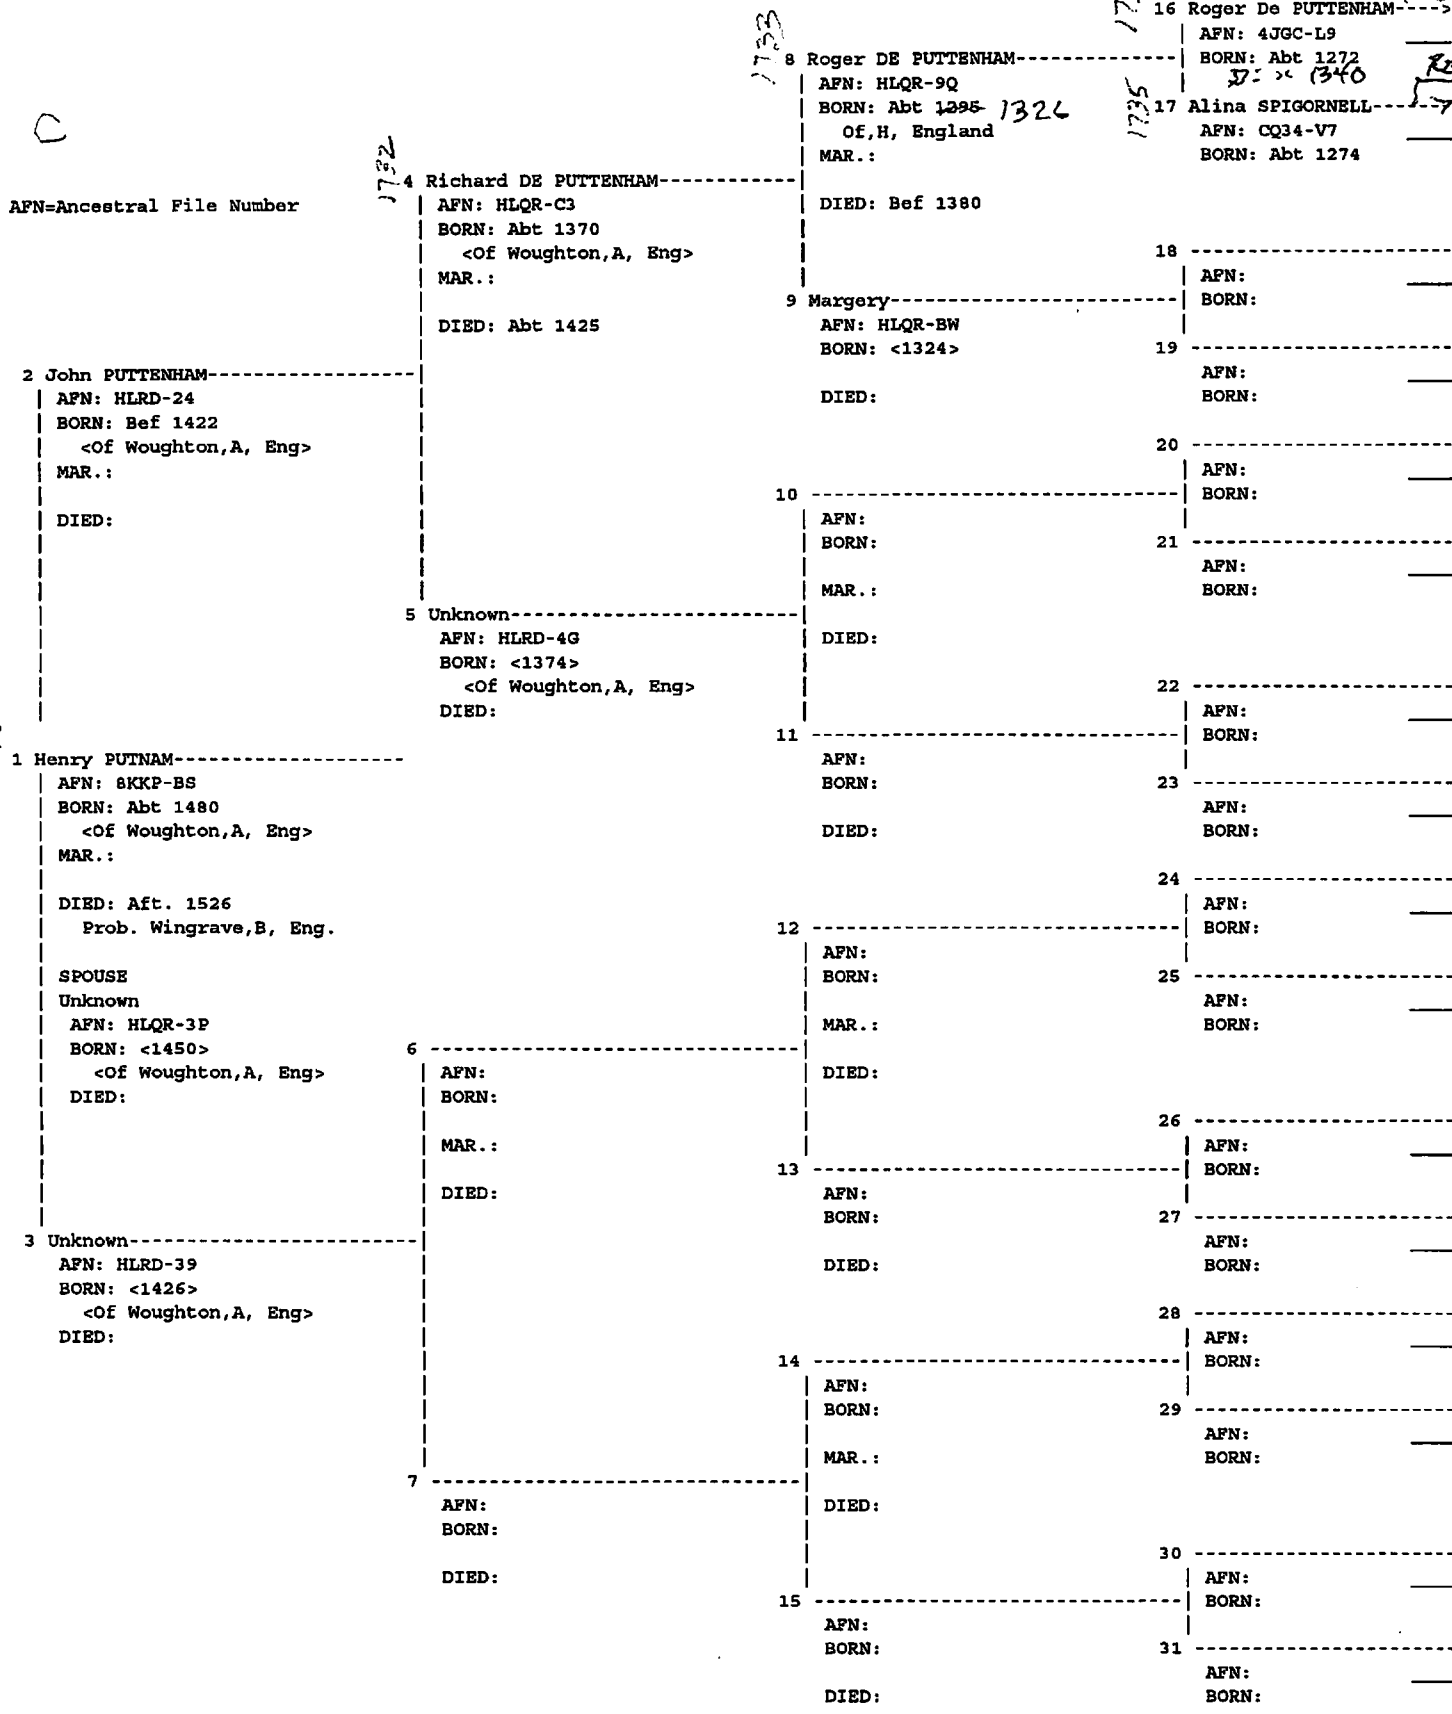 16 Roger De PUTTENHAM---->
AFN: 4JGC-L9
BORN: Abt 1272
D: 1340
1733
8 Roger DE PUTTENHAM
AFN: HLQR-9Q
BORN: Abt 1295 1326
Of,H, England
MAR.:
DIED: Bef 1380
1735
17 Alina SPIGORNELL
AFN: CQ34-V7
BORN: Abt 1274
AFN=Ancestral File Number
1732
4 Richard DE PUTTENHAM
AFN: HLQR-C3
BORN: Abt 1370
<Of Woughton,A, Eng>
MAR.:
DIED: Abt 1425
18
AFN:
BORN:
9 Margery
AFN: HLQR-BW
BORN: <1324>
DIED:
19
AFN:
BORN:
2 John PUTTENHAM
AFN: HLRD-24
BORN: Bef 1422
<Of Woughton,A, Eng>
MAR.:
DIED:
20
AFN:
BORN:
10
AFN:
BORN:
MAR.:
DIED:
21
AFN:
BORN:
5 Unknown
AFN: HLRD-4G
BORN: <1374>
<Of Woughton,A, Eng>
DIED:
22
AFN:
BORN:
11
AFN:
BORN:
DIED:
23
AFN:
BORN:
1 Henry PUTNAM
AFN: 8KKP-BS
BORN: Abt 1480
<Of Woughton,A, Eng>
MAR.:
DIED: Aft. 1526
Prob. Wingrave,B, Eng.
SPOUSE
Unknown
AFN: HLQR-3P
BORN: <1450>
<Of Woughton,A, Eng>
DIED:
24
AFN:
BORN:
12
AFN:
BORN:
MAR.:
DIED:
25
AFN:
BORN:
6
AFN:
BORN:
MAR.:
DIED:
26
AFN:
BORN:
13
AFN:
BORN:
DIED:
27
AFN:
BORN:
3 Unknown
AFN: HLRD-39
BORN: <1426>
<Of Woughton,A, Eng>
DIED:
28
AFN:
BORN:
14
AFN:
BORN:
MAR.:
DIED:
29
AFN:
BORN:
7
AFN:
BORN:
DIED:
30
AFN:
BORN:
15
AFN:
BORN:
DIED:
31
AFN:
BORN: